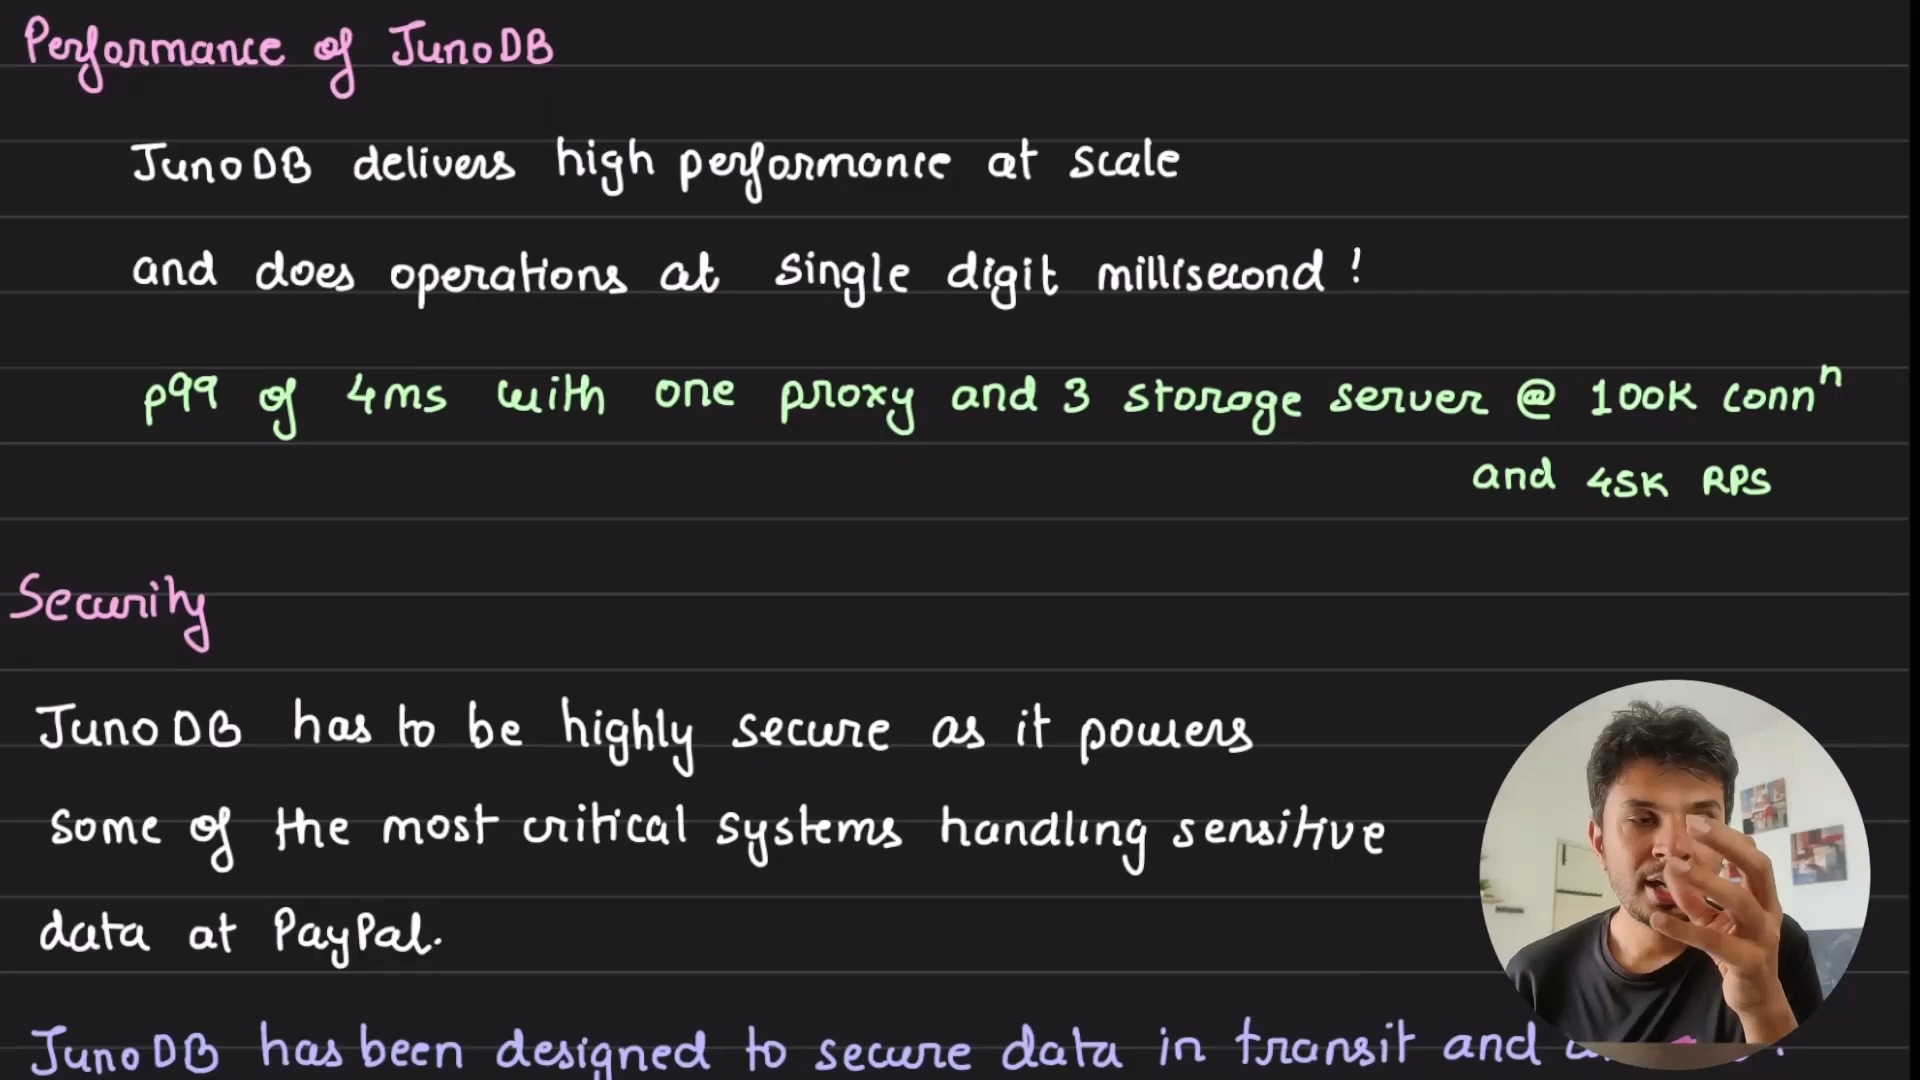 Performance of JunoDB
JunoDB delivers high performance at scale
and does operations at single digit millisecond!
p99 of 4ms with one proxy and 3 storage server @ 100K connⁿ
and 45K RPS
Security
JunoDB has to be highly secure as it powers
some of the most critical systems handling sensitive
data at PayPal.
JunoDB has been designed to secure data in transit and